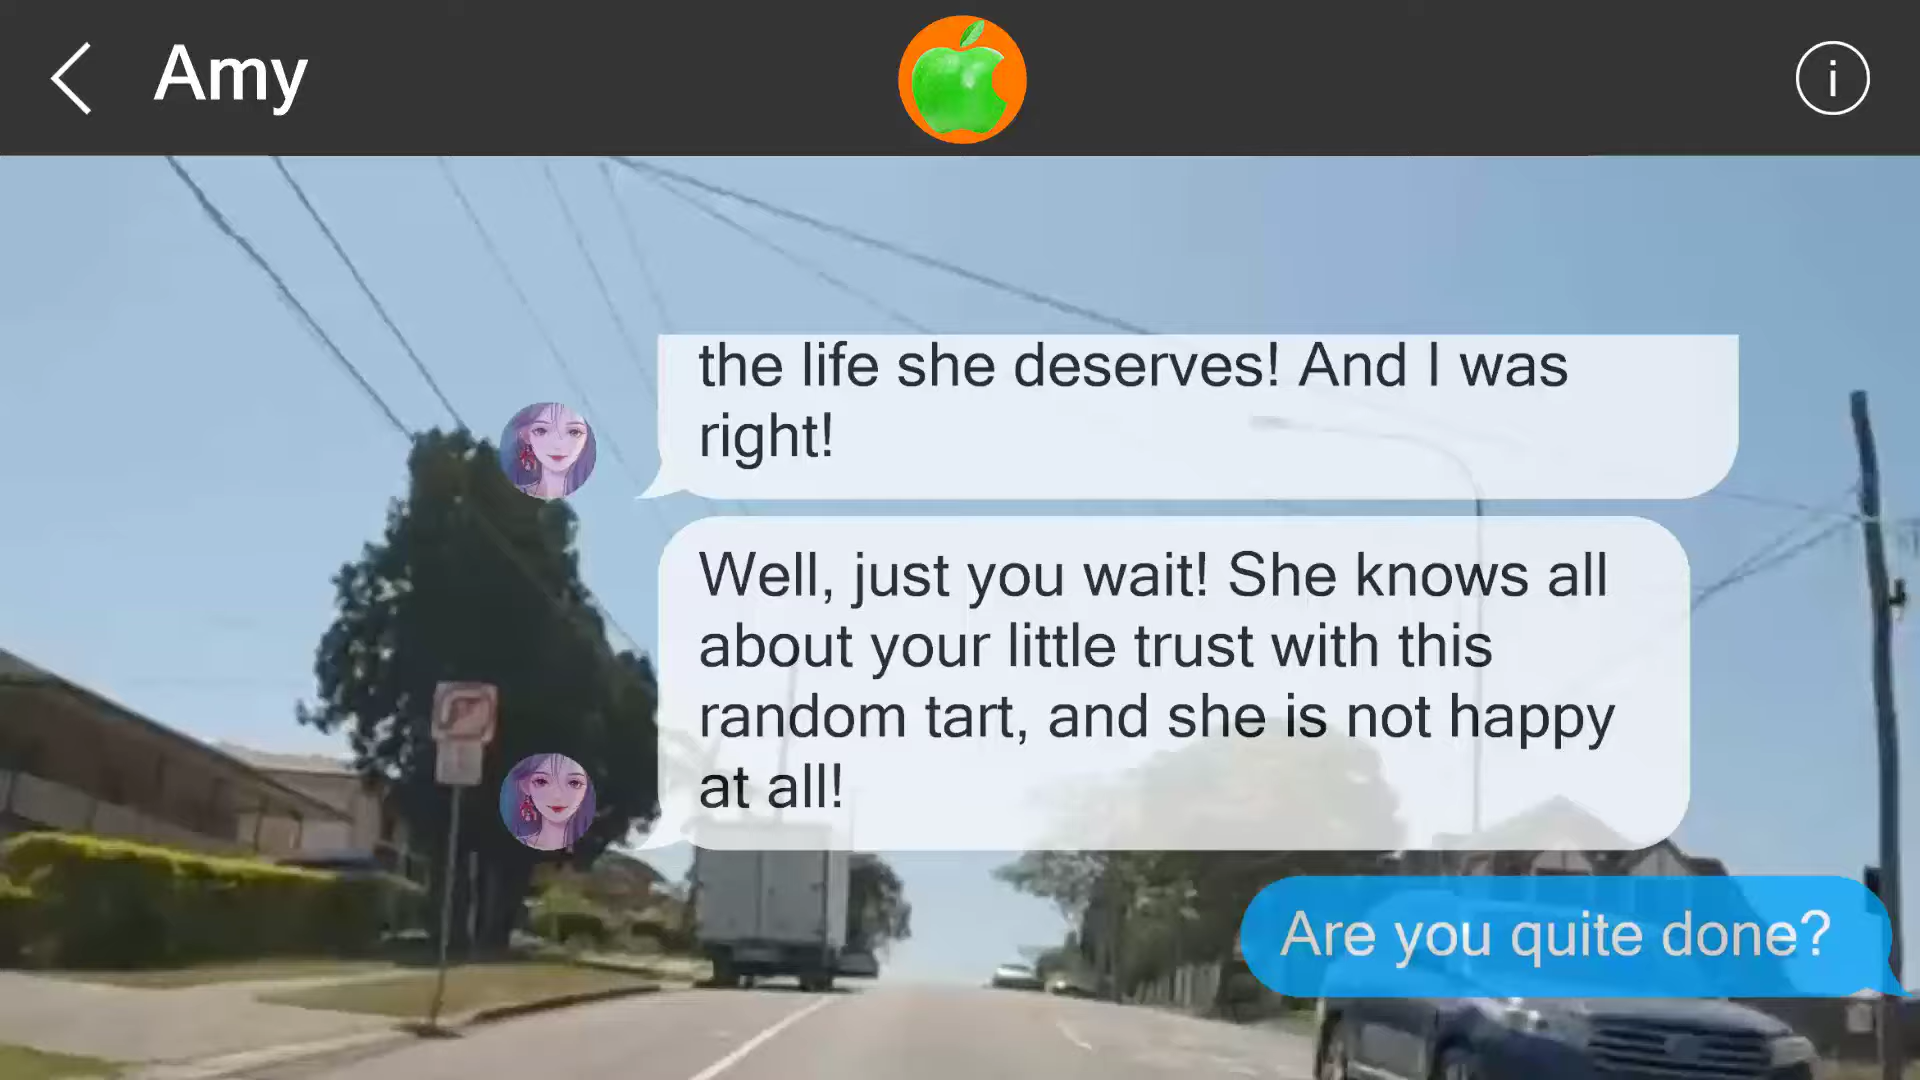 Amy
i
the life she deserves! And I was
right!
Well, just you wait! She knows all
about your little trust with this
random tart, and she is not happy
at all!
Are you quite done?